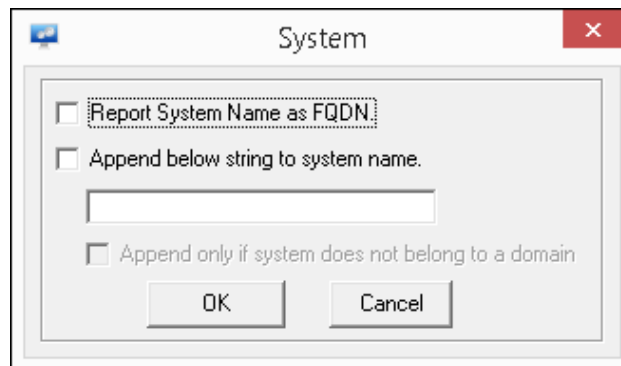 System
Report System Name as FQDN.
Append below string to system name.
Append only if system does not belong to a domain
OK
Cancel